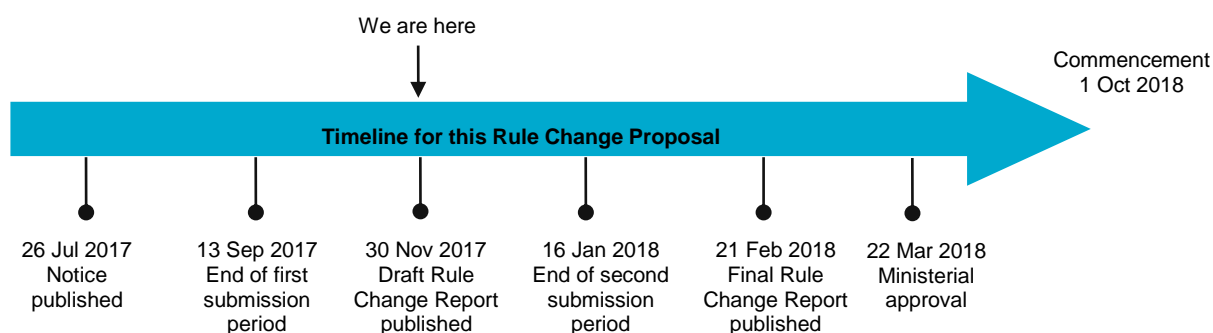 We are here
Commencement
1 Oct 2018
Timeline for this Rule Change Proposal
26 Jul 2017
Notice
published
13 Sep 2017
End of first
submission
period
30 Nov 2017
Draft Rule
Change Report
published
16 Jan 2018
End of second
submission
period
21 Feb 2018
Final Rule
Change Report
published
22 Mar 2018
Ministerial
approval